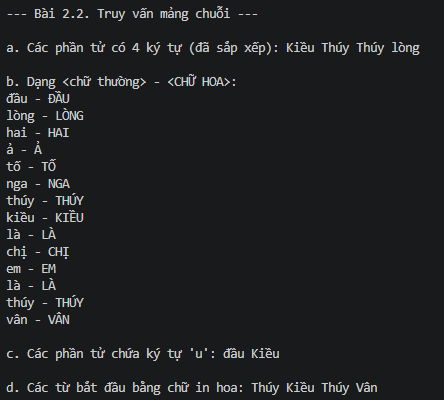 --- Bài 2.2. Truy vấn mảng chuỗi ---
a. Các phần tử có 4 ký tự (đã sắp xếp): Kiều Thúy Thúy lòng
b. Dạng <chữ thường> - <CHỮ HOA>:
đầu - ĐẦU
lòng - LÒNG
hai - HAI
ả - Ả
tố - TỐ
nga - NGA
thúy - THÚY
kiều - KIỀU
là - LÀ
chị - CHỊ
em - EM
là - LÀ
thúy - THÚY
vân - VÂN
c. Các phần tử chứa ký tự 'u': đầu Kiều
d. Các từ bắt đầu bằng chữ in hoa: Thúy Kiều Thúy Vân